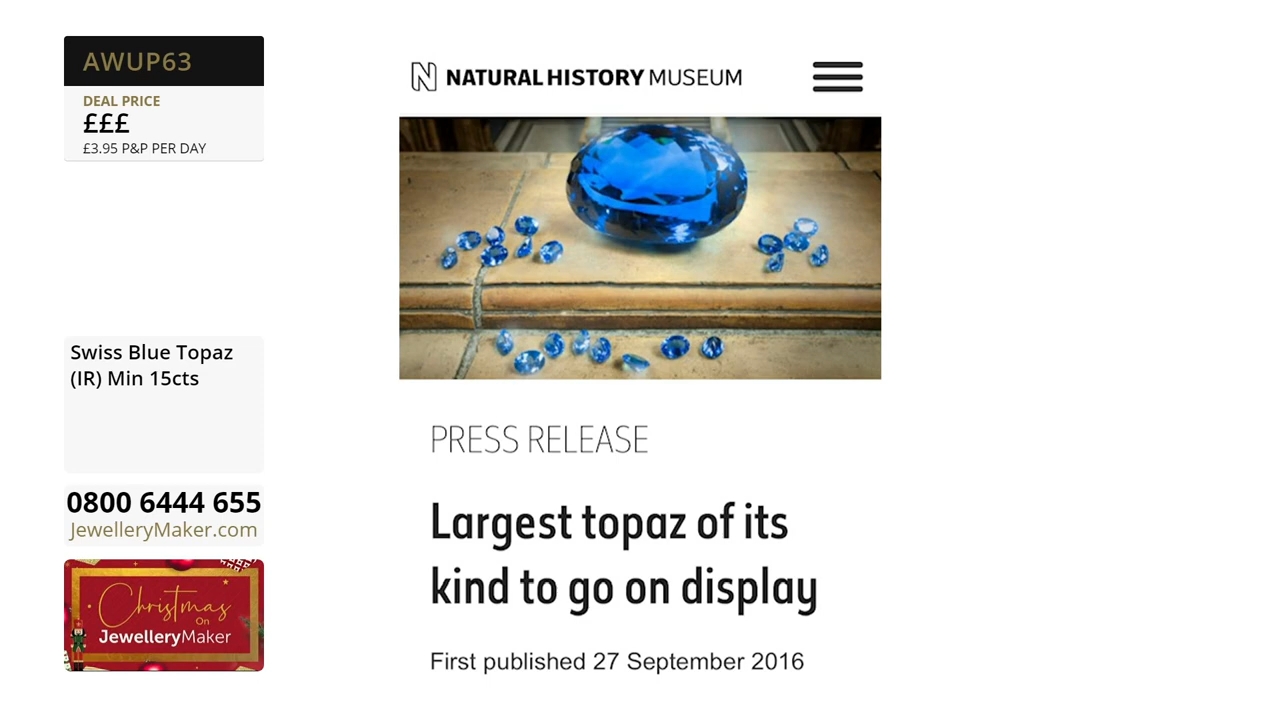 AWUP63
DEAL PRICE
£££
£3.95 P&P PER DAY
Swiss Blue Topaz
(IR) Min 15cts
0800 6444 655
JewelleryMaker.com
Christmas
On
JewelleryMaker
NATURAL HISTORY MUSEUM
PRESS RELEASE
Largest topaz of its
kind to go on display
First published 27 September 2016